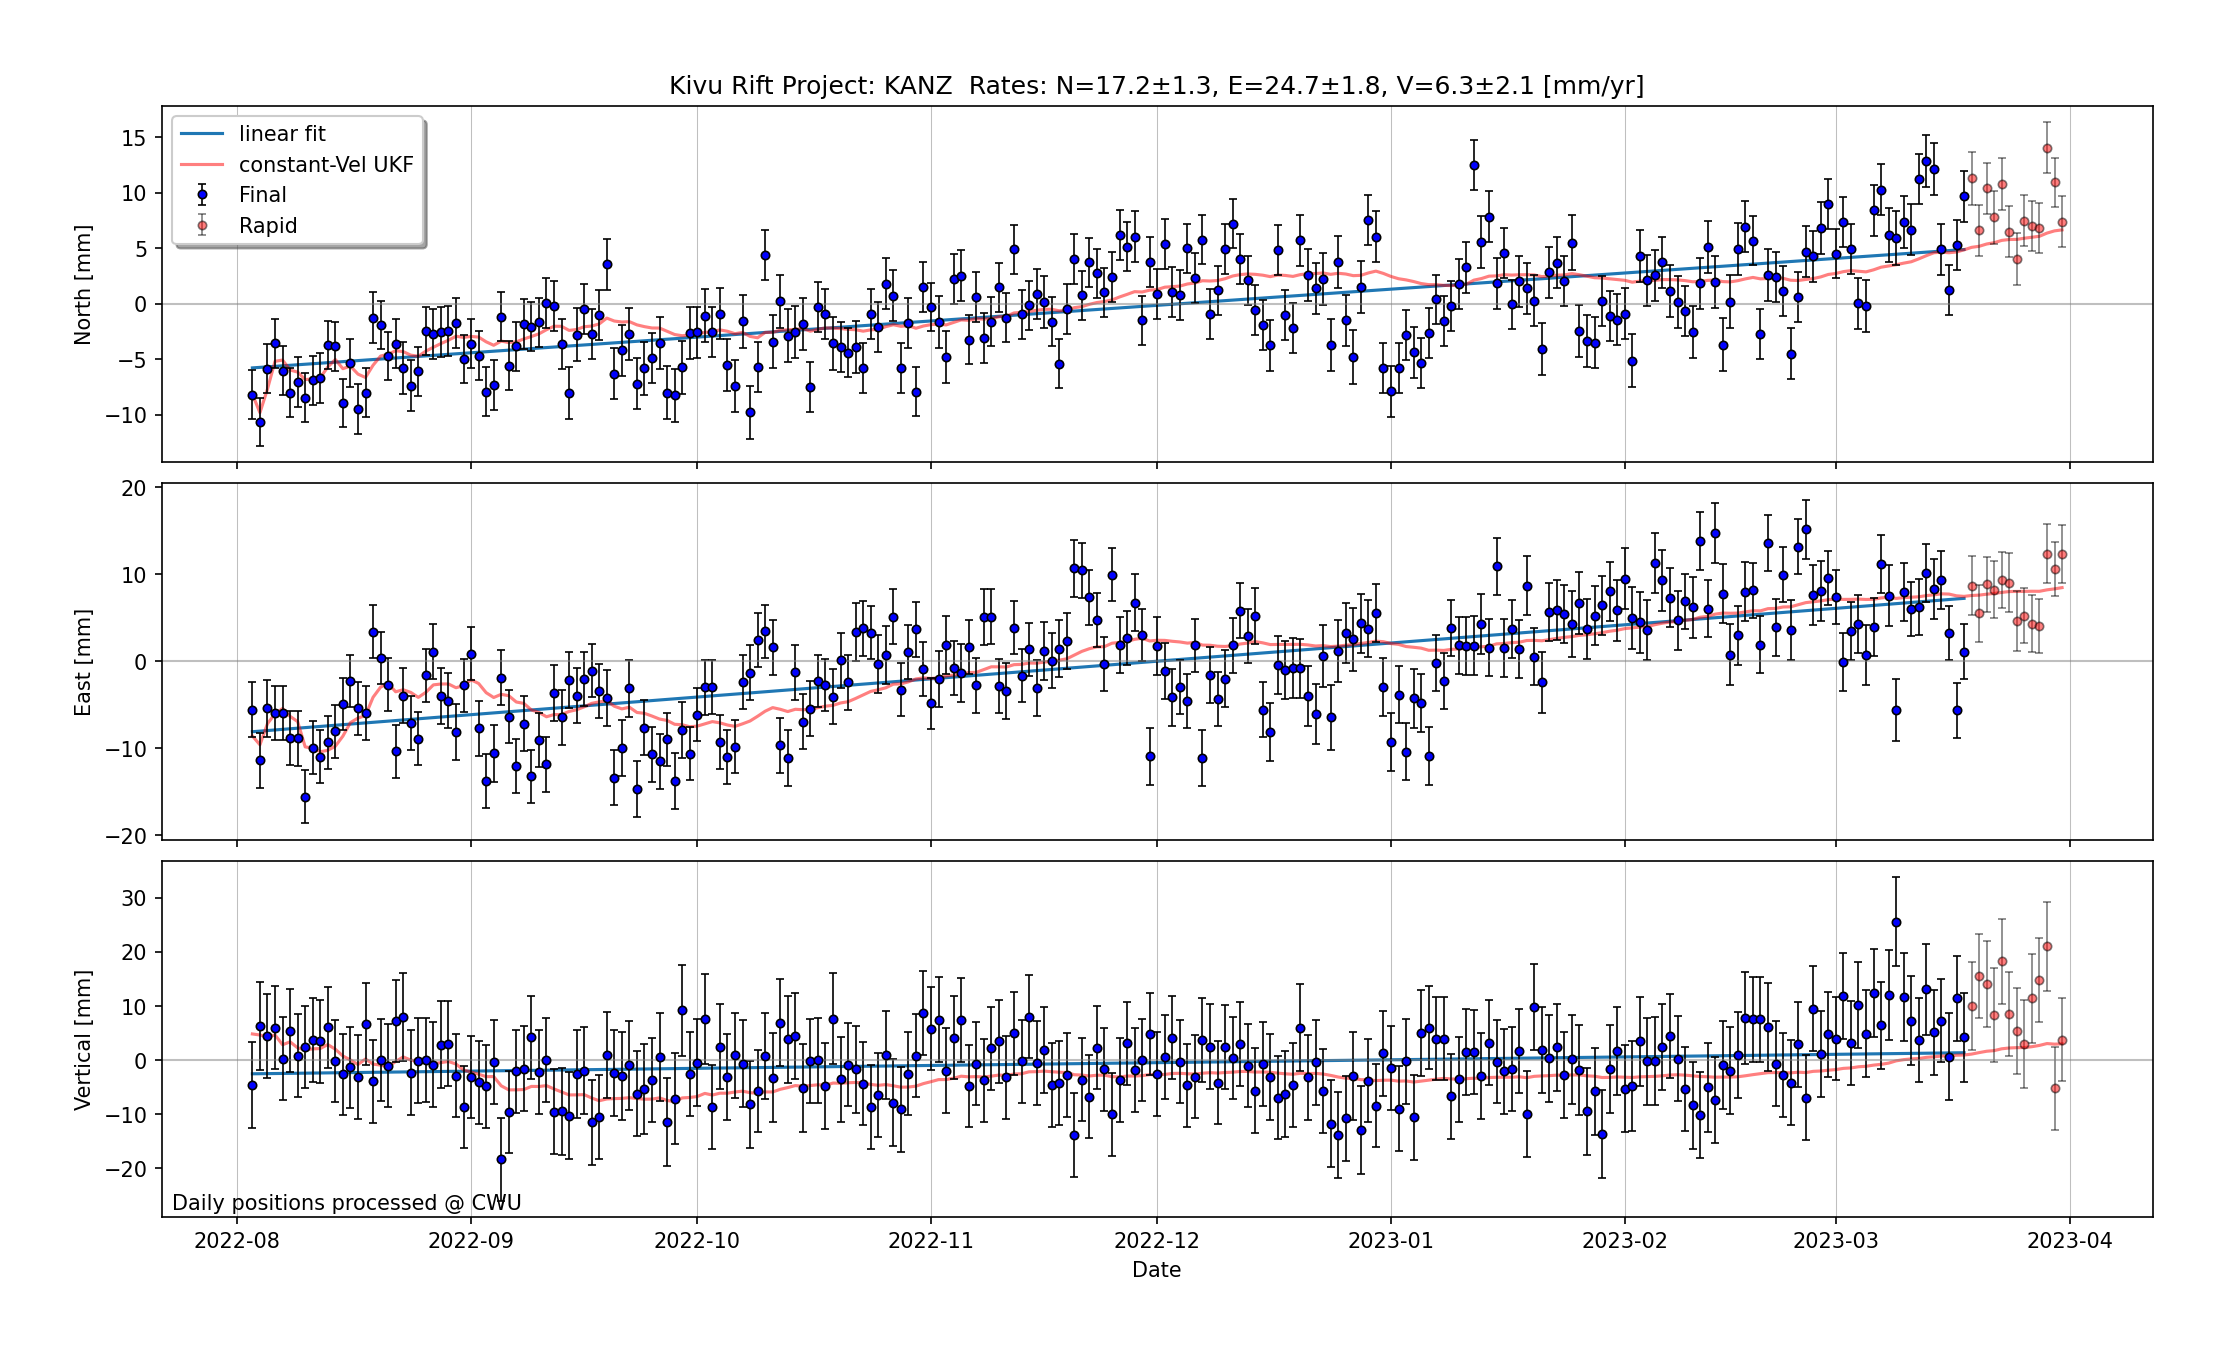 Kivu Rift Project: KANZ  Rates: N=17.2±1.3, E=24.7±1.8, V=6.3±2.1 [mm/yr]
linear fit
constant-Vel UKF
Final
Rapid
North [mm]
15
10
5
0
−5
−10
East [mm]
20
10
0
−10
−20
Vertical [mm]
30
20
10
0
−10
−20
Daily positions processed @ CWU
2022-08 2022-09 2022-10 2022-11 2022-12 2023-01 2023-02 2023-03 2023-04
Date